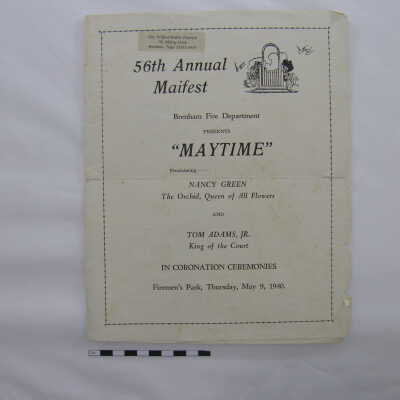 56th Annual
Maifest
Brenham Fire Department
PRESENTS
"MAYTIME"
Presenting
NANCY GREEN
The Orchid, Queen of All Flowers
AND
TOM ADAMS, JR.
King of the Court
IN CORONATION CEREMONIES
Firemen's Park, Thursday, May 9, 1940.